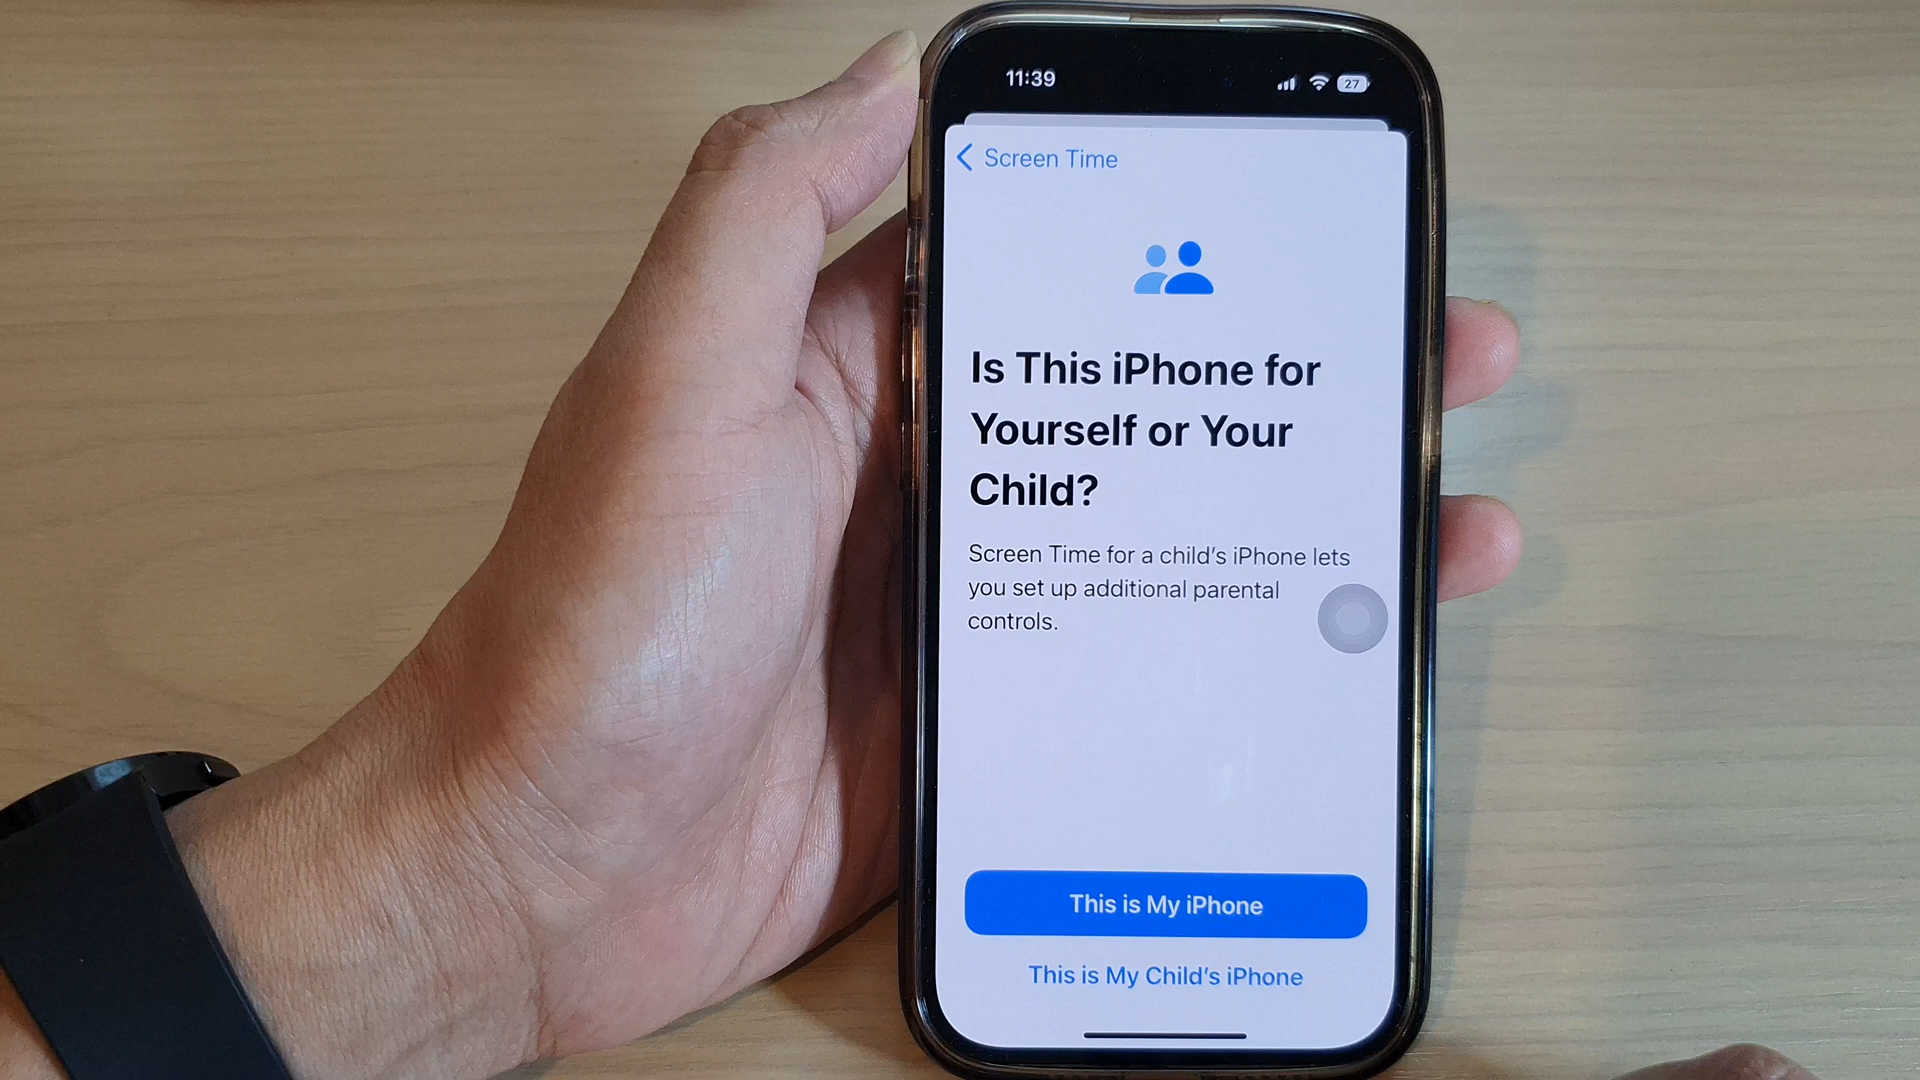 11:39
27
Screen Time
Is This iPhone for
Yourself or Your
Child?
Screen Time for a child's iPhone lets
you set up additional parental
controls.
This is My iPhone
This is My Child's iPhone